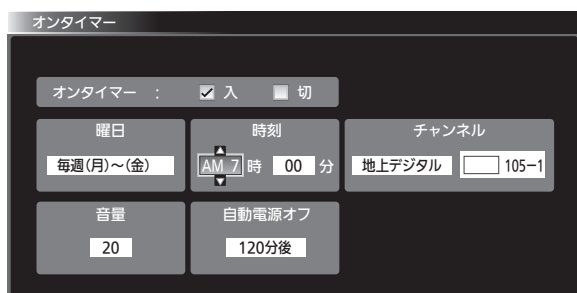 オンタイマー
オンタイマー : 入 切
曜日 時刻 チャンネル
毎週(月)~(金) AM 7 時 00 分 地上デジタル 105-1
音量 自動電源オフ
20 120分後